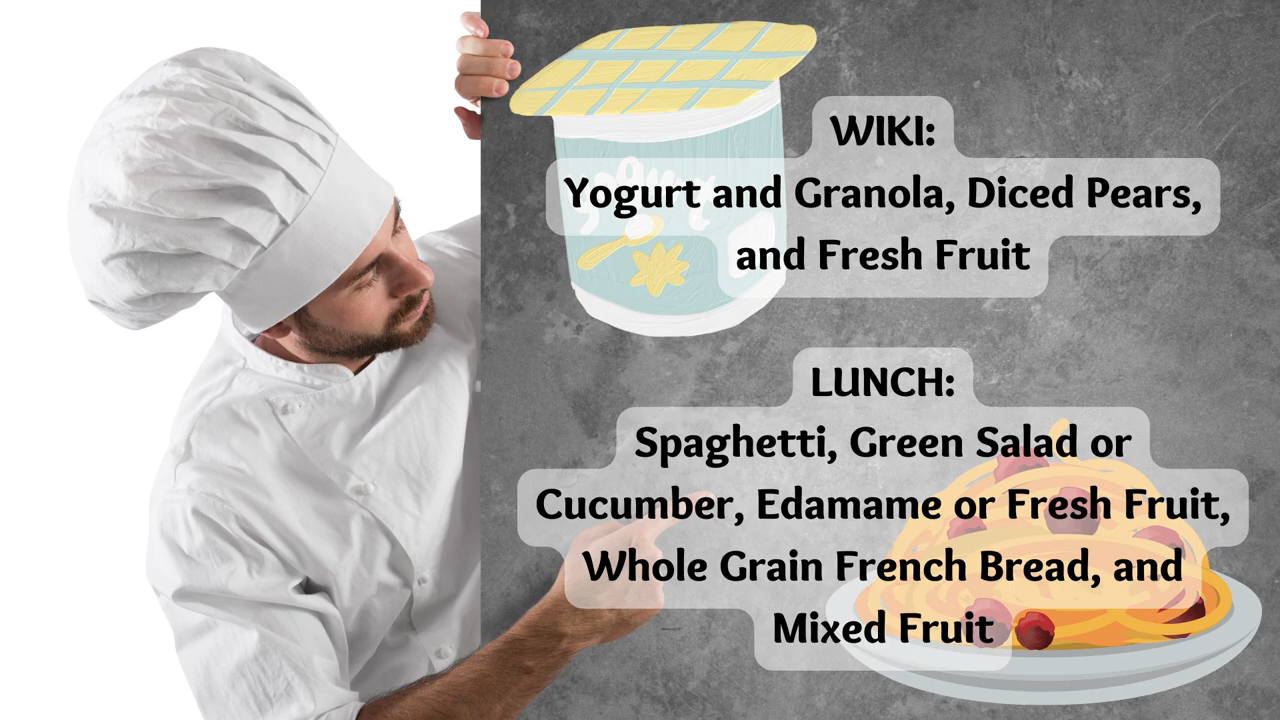 WIKI:
Yogurt and Granola, Diced Pears,
and Fresh Fruit
LUNCH:
Spaghetti, Green Salad or
Cucumber, Edamame or Fresh Fruit,
Whole Grain French Bread, and
Mixed Fruit